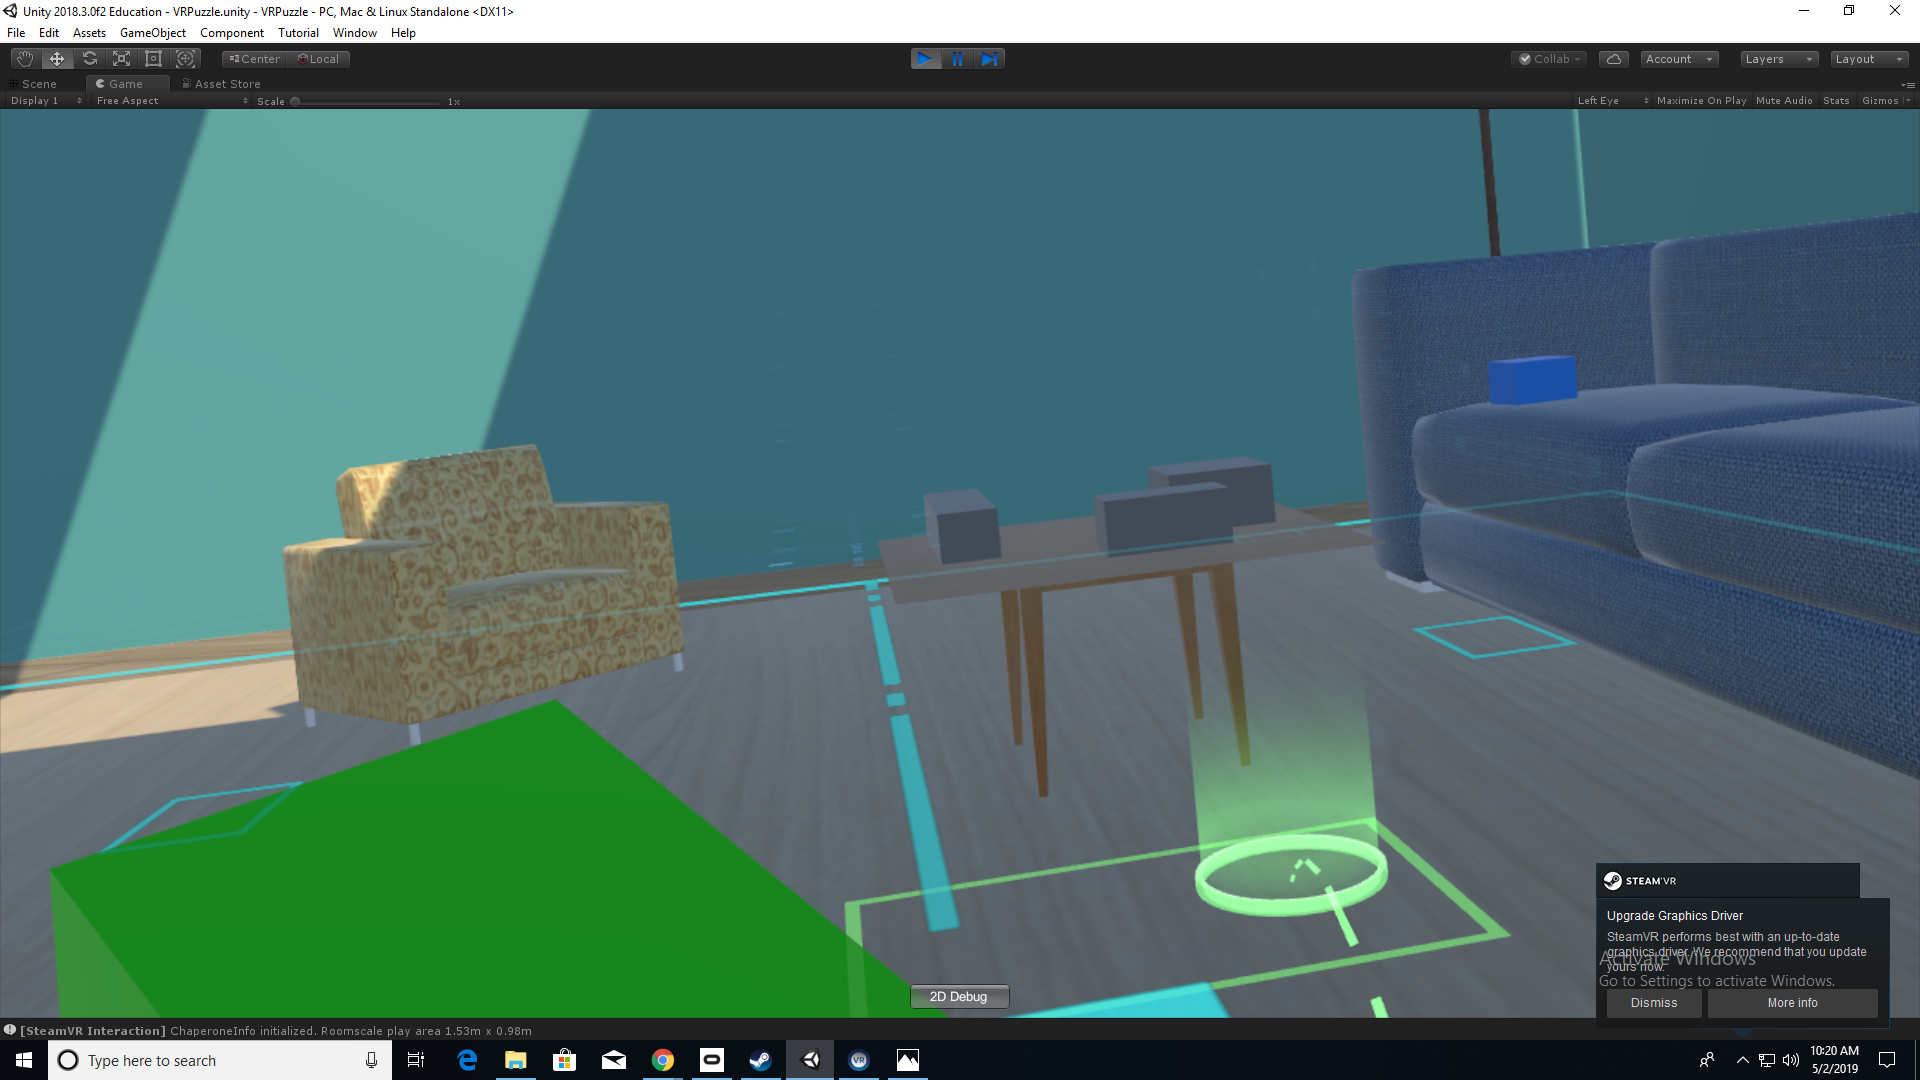 Unity 2018.3.0f2 Education - VRPuzzle.unity - VRPuzzle - PC, Mac & Linux Standalone <DX11>
File Edit Assets GameObject Component Tutorial Window Help
Center Local Collab Account Layers Layout
Scene Game Asset Store
Display 1 Free Aspect Scale 1x Left Eye Maximize On Play Mute Audio Stats Gizmos
STEAMVR
Upgrade Graphics Driver
SteamVR performs best with an up-to-date
graphics driver. We recommend that you update
yours now.
Activate Windows
Go to Settings to activate Windows.
Dismiss More info
2D Debug
[SteamVR Interaction] ChaperoneInfo initialized. Roomscale play area 1.53m x 0.98m
Type here to search
VR
10:20 AM
5/2/2019